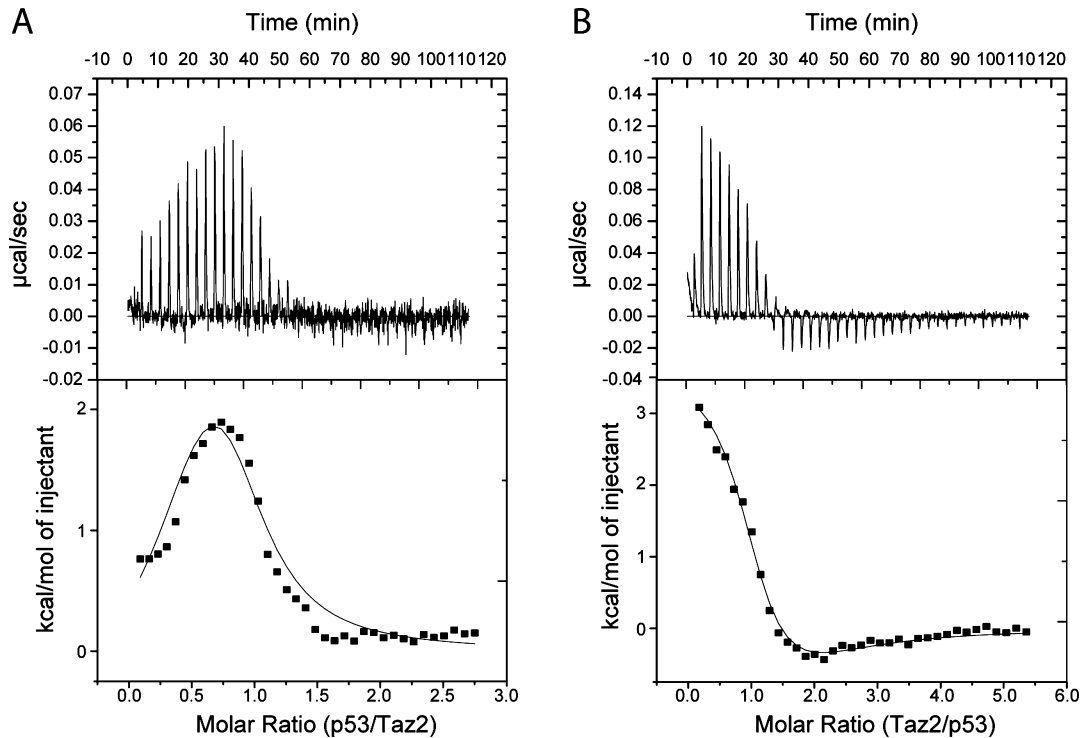 A
Time (min)
-10 0 10 20 30 40 50 60 70 80 90 100 110 120
0.07
0.06
0.05
0.04
0.03
0.02
0.01
0.00
-0.01
-0.02
µcal/sec
2
1
0
kcal/mol of injectant
0.0 0.5 1.0 1.5 2.0 2.5 3.0
Molar Ratio (p53/Taz2)
B
Time (min)
-10 0 10 20 30 40 50 60 70 80 90 100 110 120
0.14
0.12
0.10
0.08
0.06
0.04
0.02
0.00
-0.02
-0.04
µcal/sec
3
2
1
0
kcal/mol of injectant
0.0 1.0 2.0 3.0 4.0 5.0 6.0
Molar Ratio (Taz2/p53)